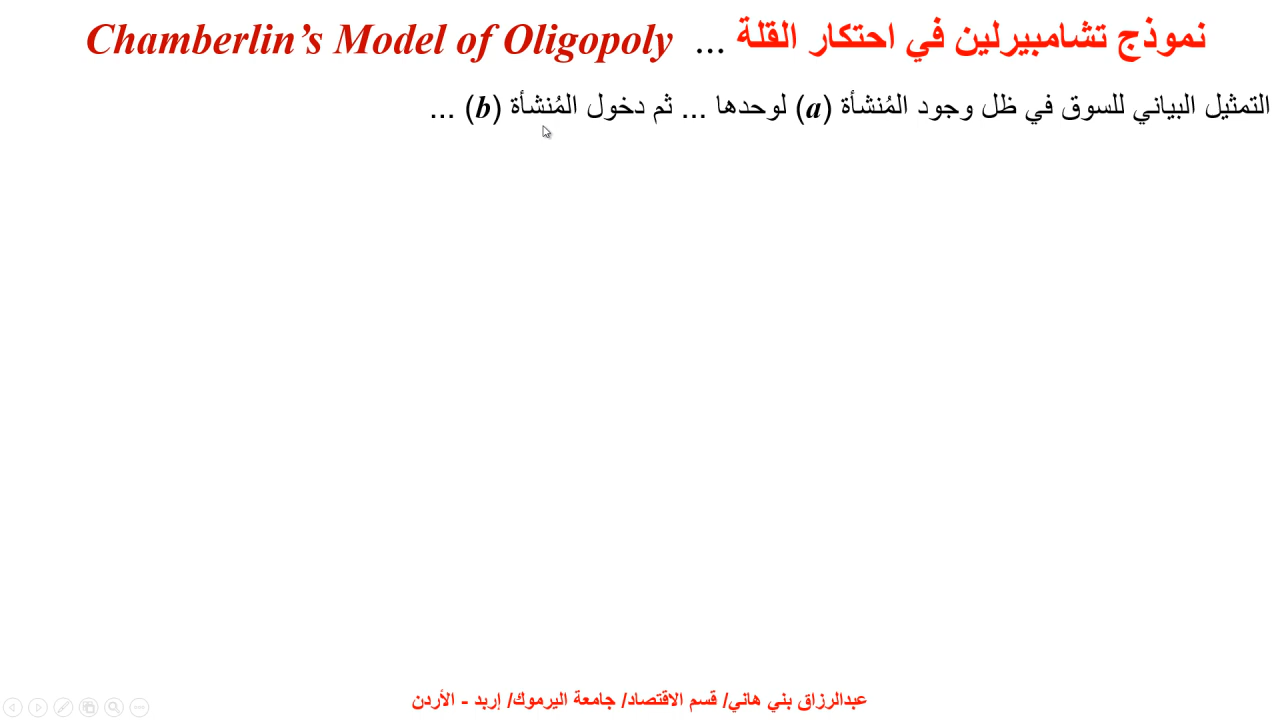 نموذج تشامبيرلين في احتكار القلة ... Chamberlin’s Model of Oligopoly
التمثيل البياني للسوق في ظل وجود المُنشأة (a) لوحدها ... ثم دخول المُنشأة (b) ...
عبدالرزاق بني هاني/ قسم الاقتصاد/ جامعة اليرموك/ إربد - الأردن